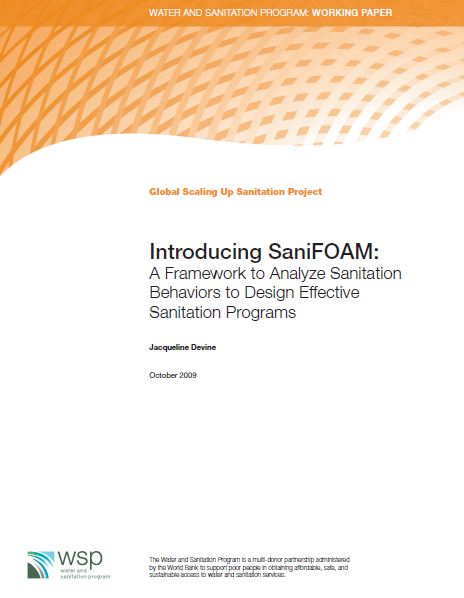 WATER AND SANITATION PROGRAM: WORKING PAPER
Global Scaling Up Sanitation Project
Introducing SaniFOAM:
A Framework to Analyze Sanitation
Behaviors to Design Effective
Sanitation Programs
Jacqueline Devine
October 2009
wsp
water and
sanitation program
The Water and Sanitation Program is a multi-donor partnership administered
by the World Bank to support poor people in obtaining affordable, safe, and
sustainable access to water and sanitation services.